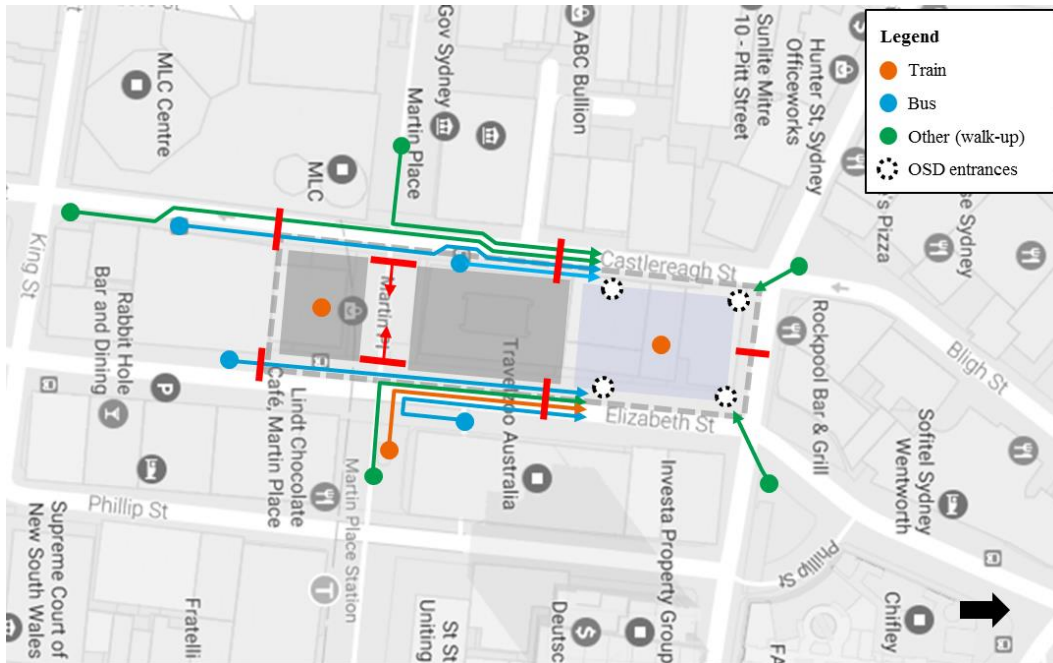 Legend
Train
Bus
Other (walk-up)
OSD entrances
MLC Centre
Gov Sydney
Martin Place
ABC Bullion
Sunlite Mitre
10 - Pitt Street
Hunter St, Sydney
Officeworks
's Pizza
se Sydney
MLC
King St
Castlereagh St
Rabbit Hole
Bar and Dining
Martin Pl
Rockpool Bar & Grill
Bligh St
Lindt Chocolate
Café, Martin Place
Travelzoo Australia
Elizabeth St
Sofitel Sydney
Wentworth
Phillip St
Martin Place Station
Investa Property Group
Phillip St
Supreme Court of
New South Wales
Fratelli
T
St St
Uniting
Deutsc
$
Chifley
FA
P